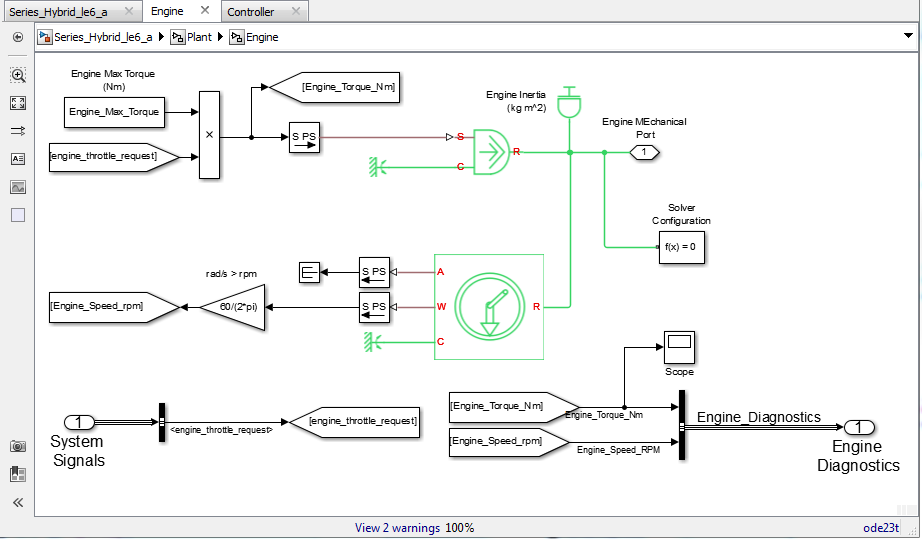 Series_Hybrid_le6_a
Engine
Controller
Series_Hybrid_le6_a
Plant
Engine
Engine Max Torque
(Nm)
Engine_Max_Torque
[engine_throttle_request]
×
[Engine_Torque_Nm]
S PS
S
C
R
Engine Inertia
(kg m^2)
Engine MEchanical
Port
1
Solver
Configuration
f(x) = 0
rad/s > rpm
[Engine_Speed_rpm]
60/(2*pi)
S PS
S PS
A
W
C
R
Scope
1
System
Signals
<engine_throttle_request>
[engine_throttle_request]
[Engine_Torque_Nm]
Engine_Torque_Nm
[Engine_Speed_rpm]
Engine_Speed_RPM
Engine_Diagnostics
1
Engine
Diagnostics
View 2 warnings 100%
ode23t